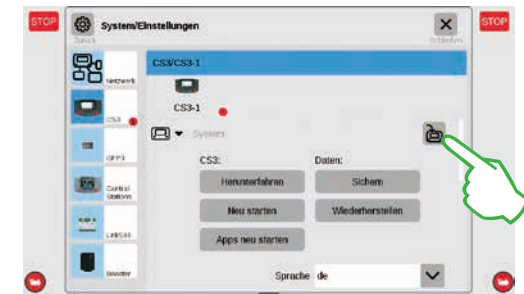 STOP
System/Einstellungen
STOP
Zurück
Schließen
CS3/CS3-1
Netzwerk
CS3-1
CS3
System
GFP3
CS3:
Daten:
Herunterfahren
Sichern
Central
Stations
Neu starten
Wiederherstellen
LinkS88
Apps neu starten
Booster
Sprache de